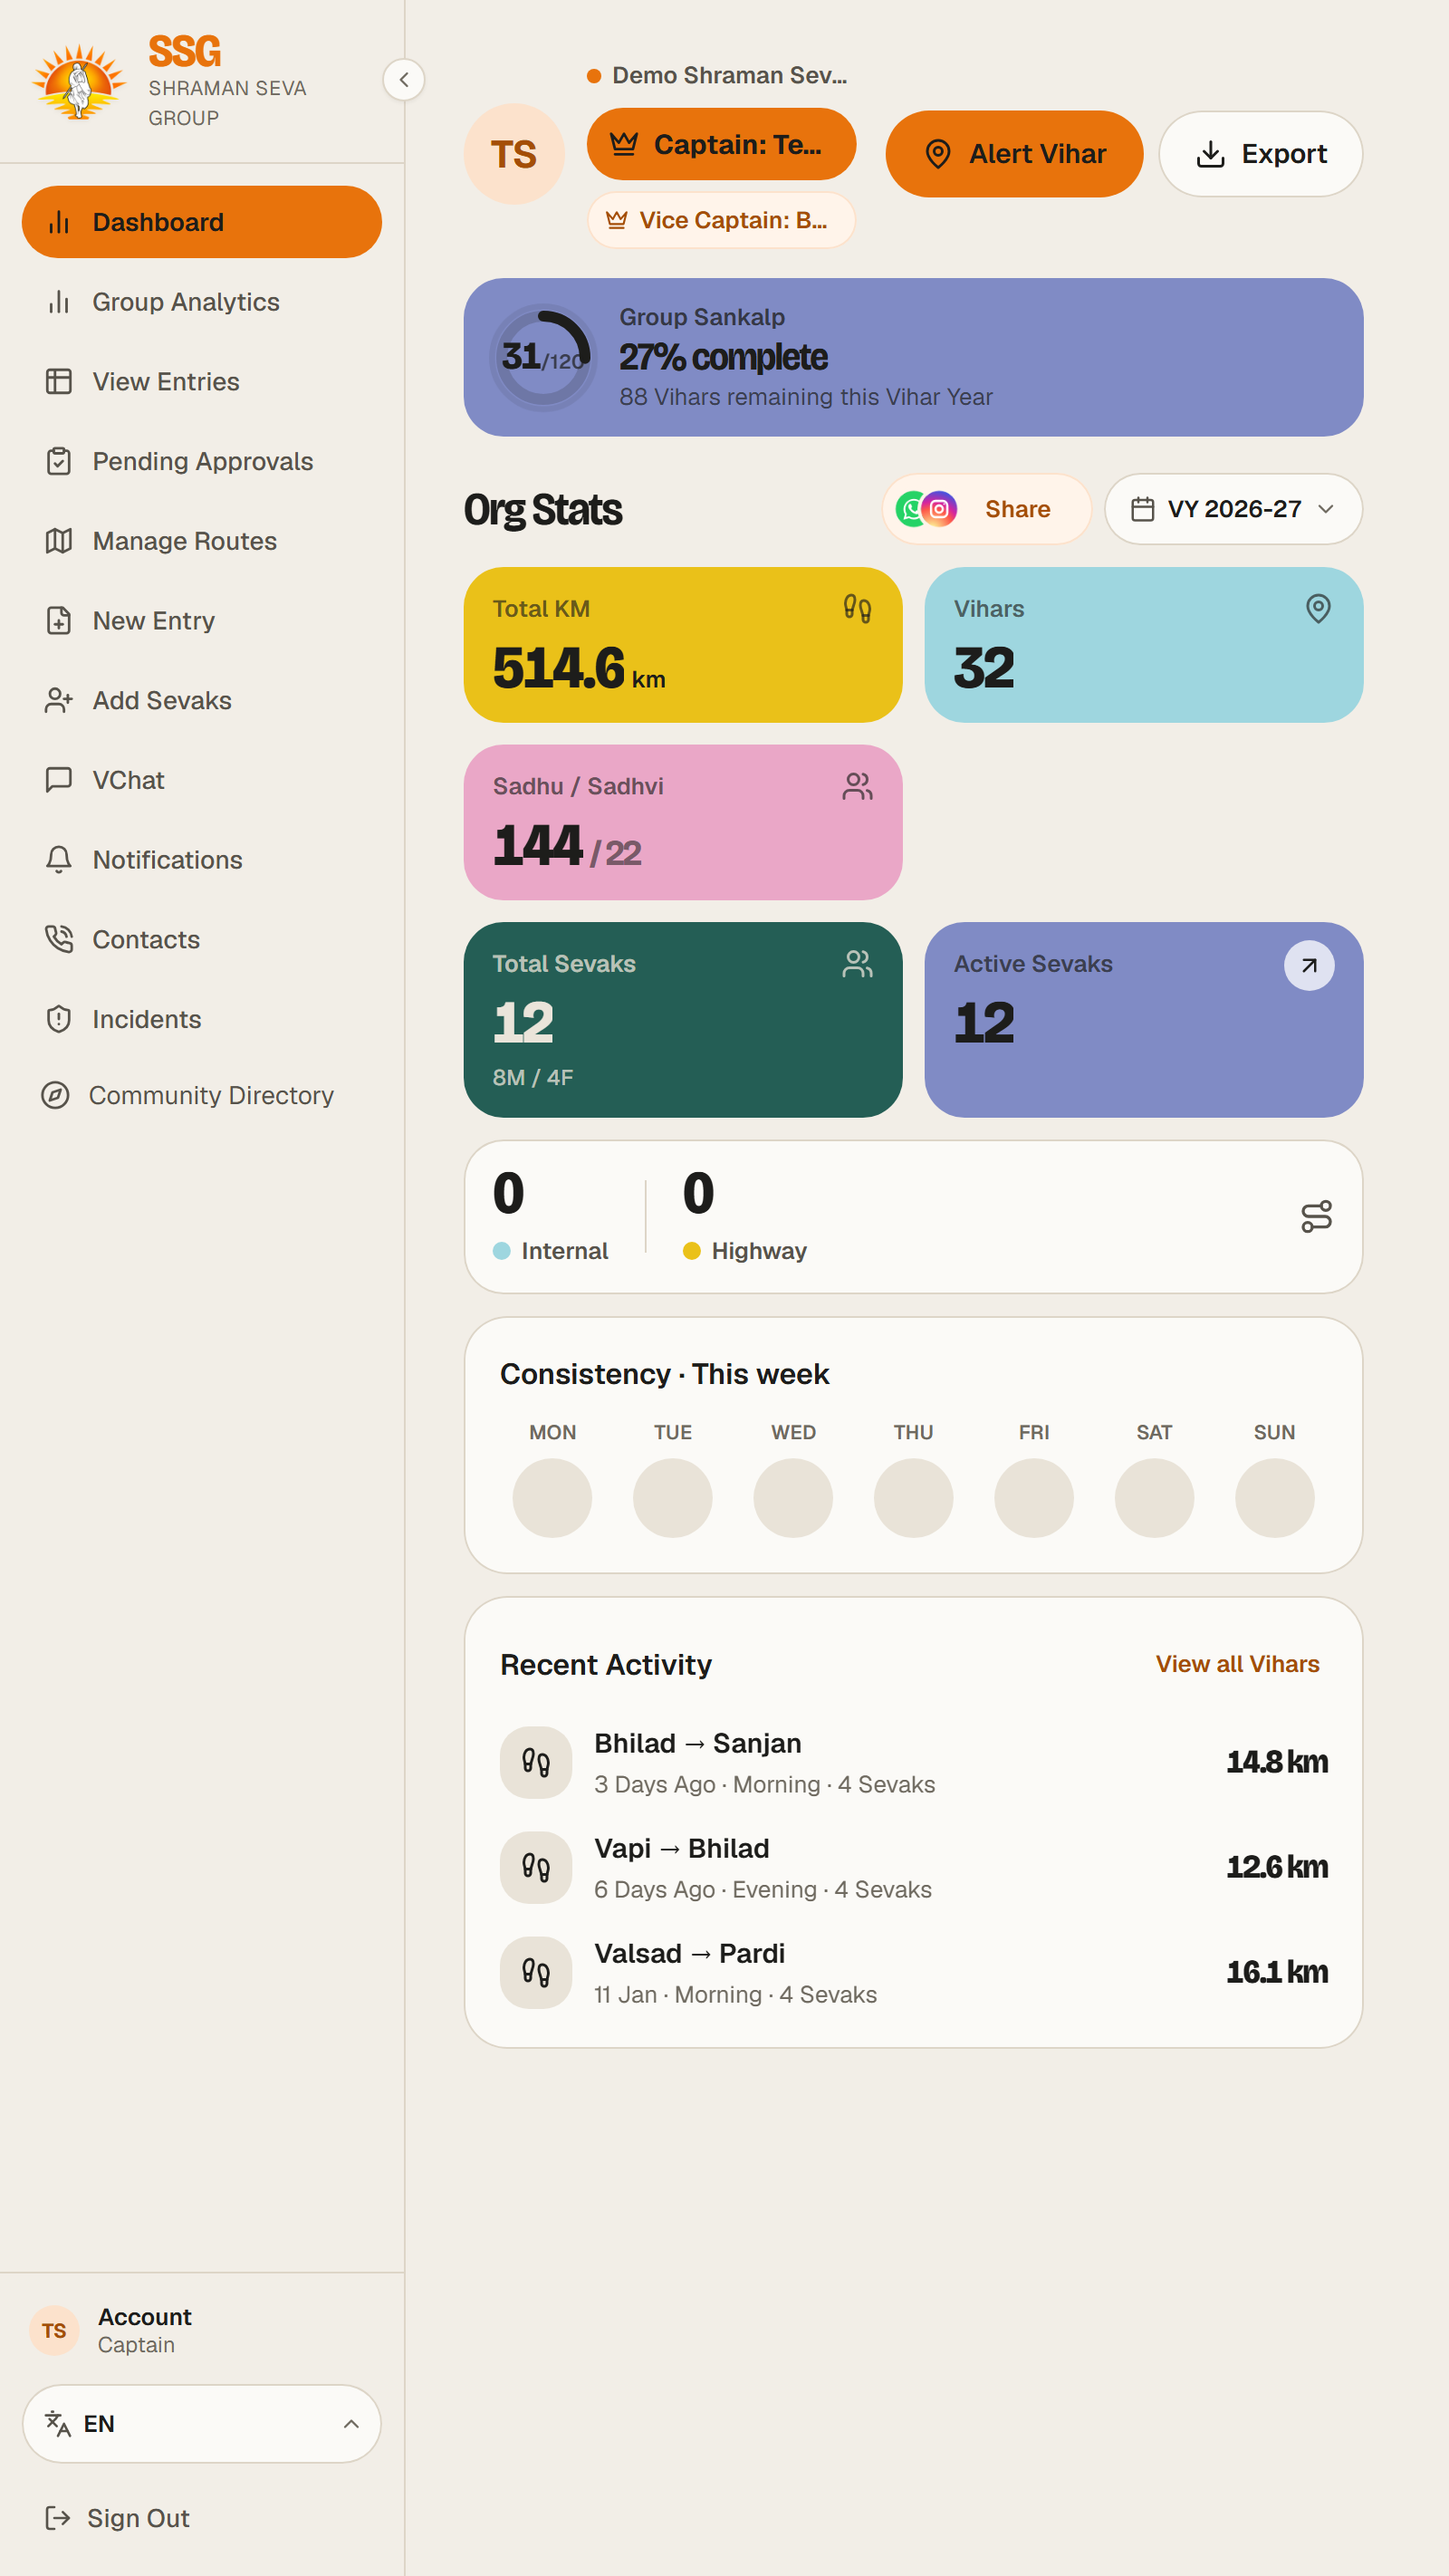 SSG
SHRAMAN SEVA
GROUP
Dashboard
Group Analytics
View Entries
Pending Approvals
Manage Routes
New Entry
Add Sevaks
VChat
Notifications
Contacts
Incidents
Community Directory
TS
Account
Captain
EN
Sign Out
TS
Demo Shraman Sev...
Captain: Te...
Vice Captain: B...
Alert Vihar
Export
31/120
Group Sankalp
27% complete
88 Vihars remaining this Vihar Year
Org Stats
Share
VY 2026-27
Total KM
514.6 km
Vihars
32
Sadhu / Sadhvi
144 / 22
Total Sevaks
12
8M / 4F
Active Sevaks
12
0
Internal
0
Highway
Consistency · This week
MON TUE WED THU FRI SAT SUN
Recent Activity
View all Vihars
Bhilad → Sanjan
3 Days Ago · Morning · 4 Sevaks
14.8 km
Vapi → Bhilad
6 Days Ago · Evening · 4 Sevaks
12.6 km
Valsad → Pardi
11 Jan · Morning · 4 Sevaks
16.1 km